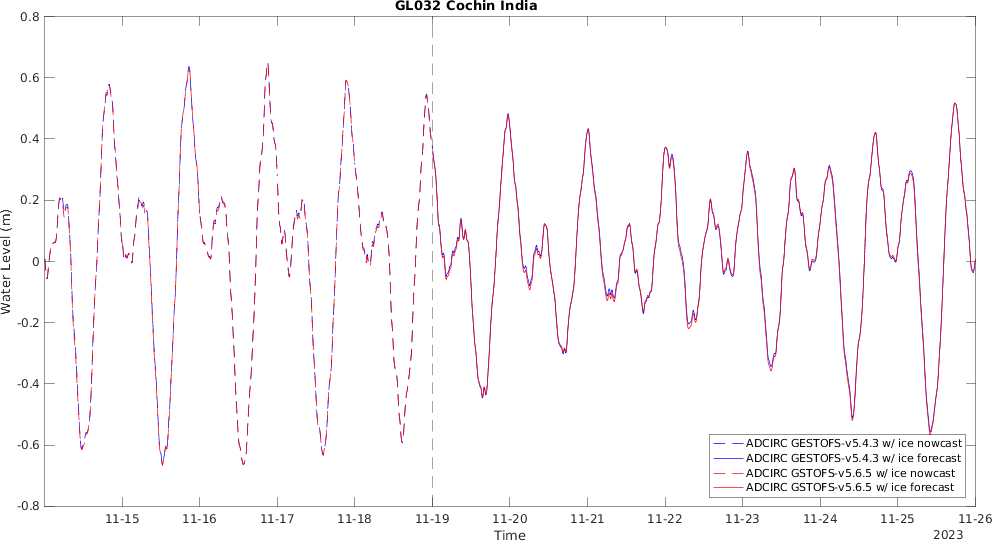 GL032 Cochin India
0.8
0.6
0.4
0.2
0
-0.2
-0.4
-0.6
-0.8
Water Level (m)
ADCIRC GESTOFS-v5.4.3 w/ ice nowcast
ADCIRC GESTOFS-v5.4.3 w/ ice forecast
ADCIRC GSTOFS-v5.6.5 w/ ice nowcast
ADCIRC GSTOFS-v5.6.5 w/ ice forecast
11-15 11-16 11-17 11-18 11-19 11-20 11-21 11-22 11-23 11-24 11-25 11-26
Time
2023